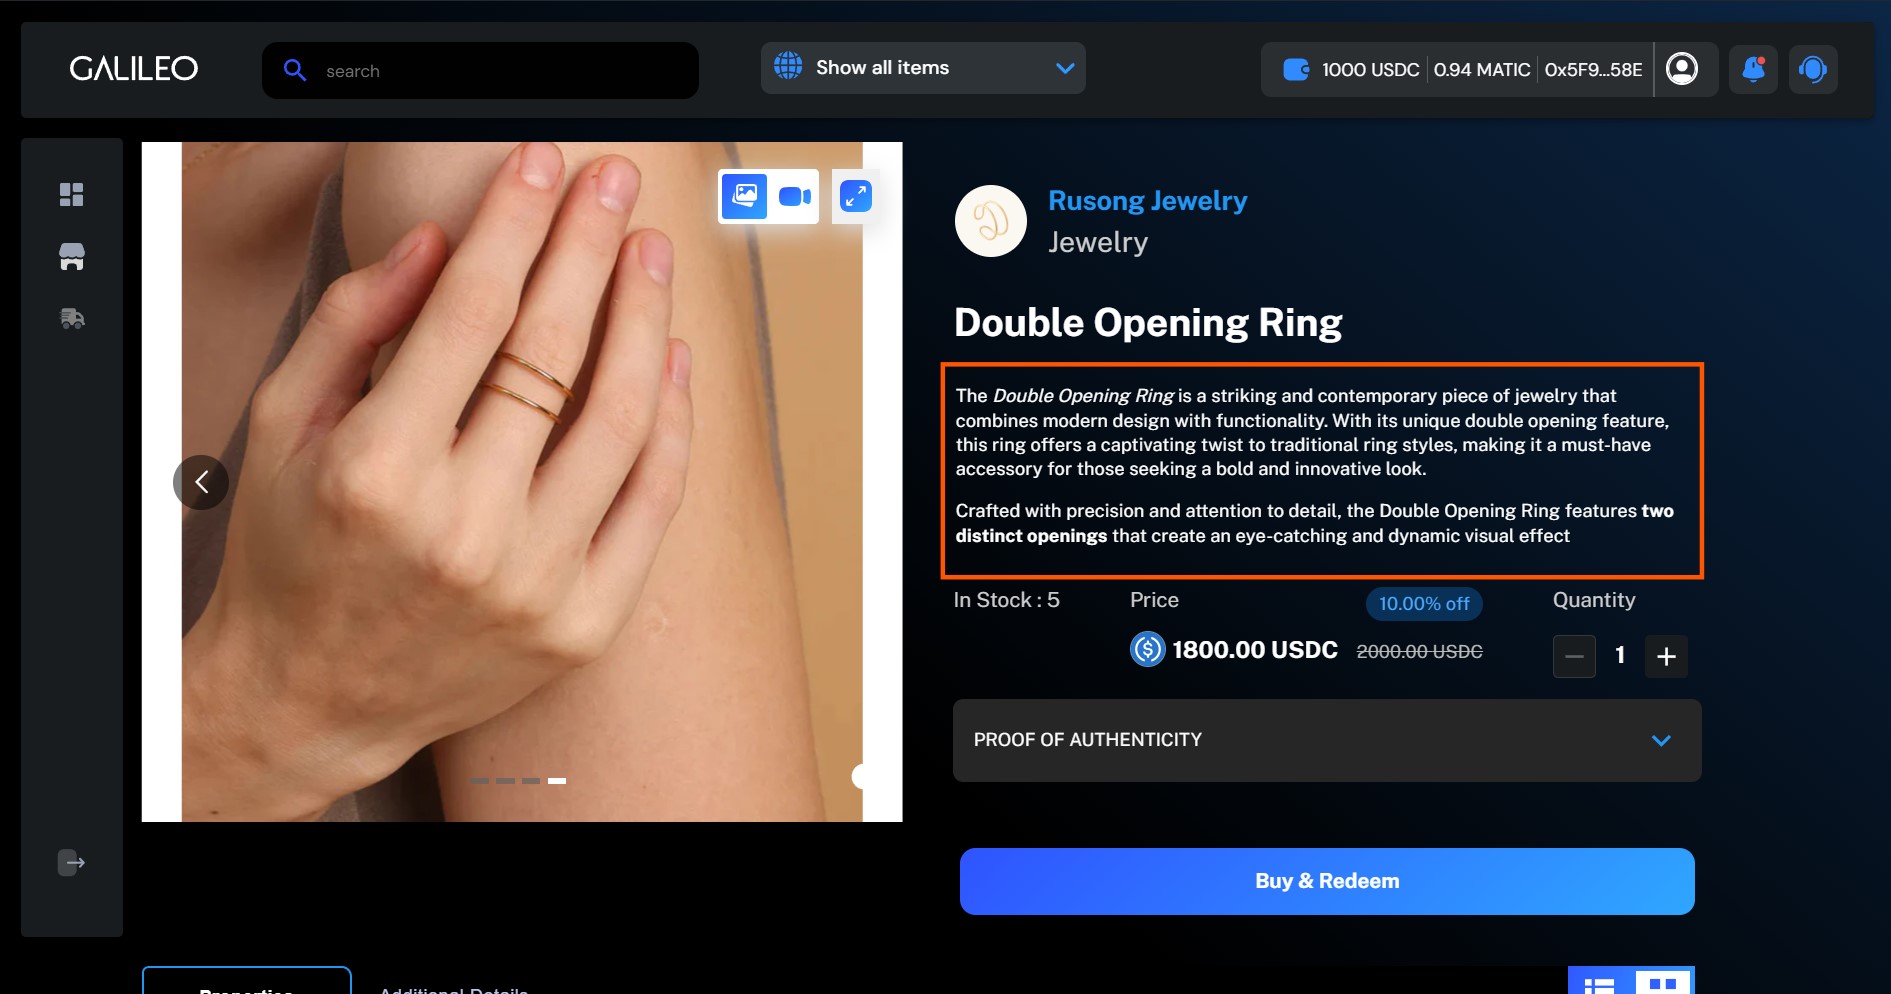 GALILEO
search
Show all items
1000 USDC 0.94 MATIC 0x5F9...58E
Rusong Jewelry
Jewelry
Double Opening Ring
The Double Opening Ring is a striking and contemporary piece of jewelry that
combines modern design with functionality. With its unique double opening feature,
this ring offers a captivating twist to traditional ring styles, making it a must-have
accessory for those seeking a bold and innovative look.
Crafted with precision and attention to detail, the Double Opening Ring features two
distinct openings that create an eye-catching and dynamic visual effect
In Stock : 5
Price
10.00% off
Quantity
1800.00 USDC 2000.00 USDC
1
PROOF OF AUTHENTICITY
Buy & Redeem
Properties
Additional Details